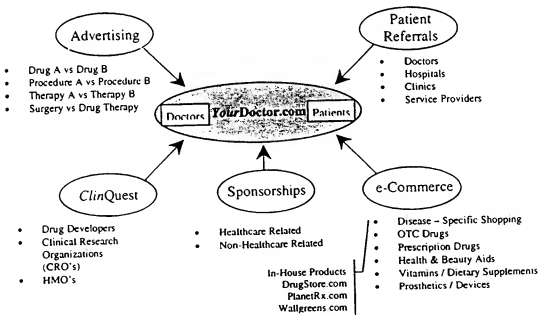 Advertising
• Drug A vs Drug B
• Procedure A vs Procedure B
• Therapy A vs Therapy B
• Surgery vs Drug Therapy
Patient
Referrals
• Doctors
• Hospitals
• Clinics
• Service Providers
Doctors
YourDoctor.com
Patients
ClinQuest
• Drug Developers
• Clinical Research
Organizations
(CRO's)
• HMO's
Sponsorships
• Healthcare Related
• Non-Healthcare Related
e-Commerce
• Disease – Specific Shopping
• OTC Drugs
• Prescription Drugs
• Health & Beauty Aids
• Vitamins / Dietary Supplements
• Prosthetics / Devices
In-House Products
DrugStore.com
PlanetRx.com
Wallgreens.com